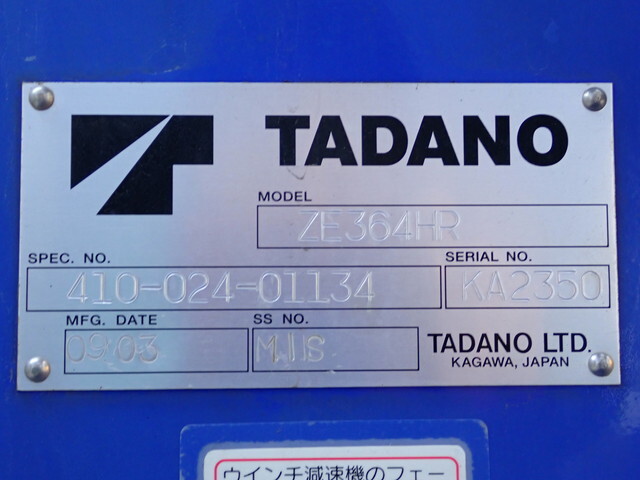 TADANO
MODEL
ZE364HR
SPEC. NO.
410-024-01134
SERIAL NO.
KA2350
MFG. DATE
09 03
SS NO.
MIIS
TADANO LTD.
KAGAWA, JAPAN
ウインチ減速機のフェー